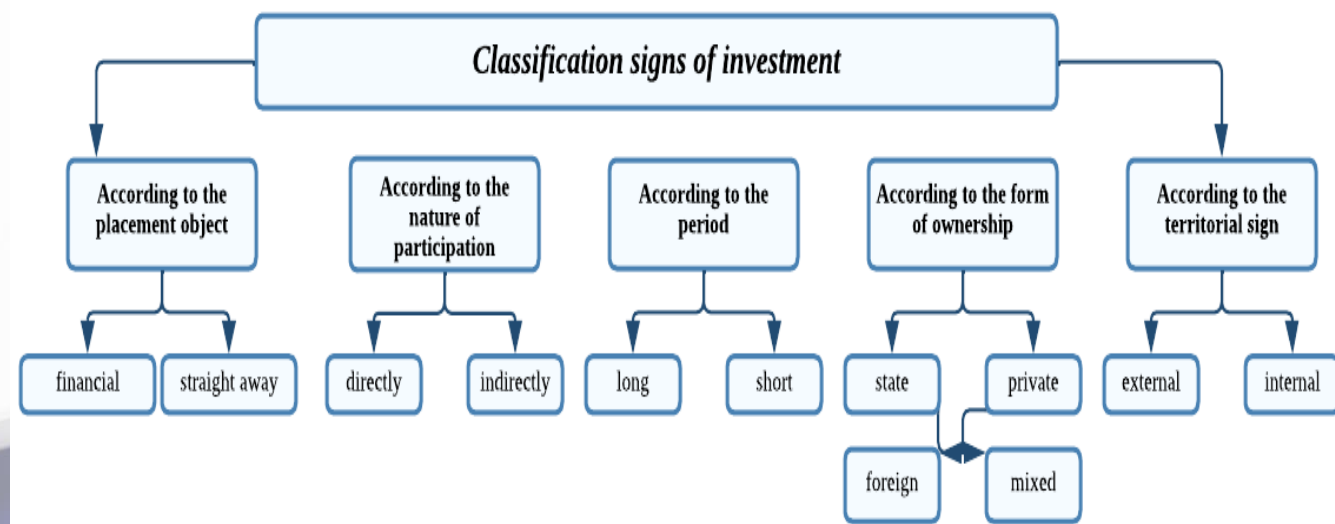 Classification signs of investment
According to the
placement object
According to the
nature of
participation
According to the
period
According to the form
of ownership
According to the
territorial sign
financial
straight away
directly
indirectly
long
short
state
private
external
internal
foreign
mixed